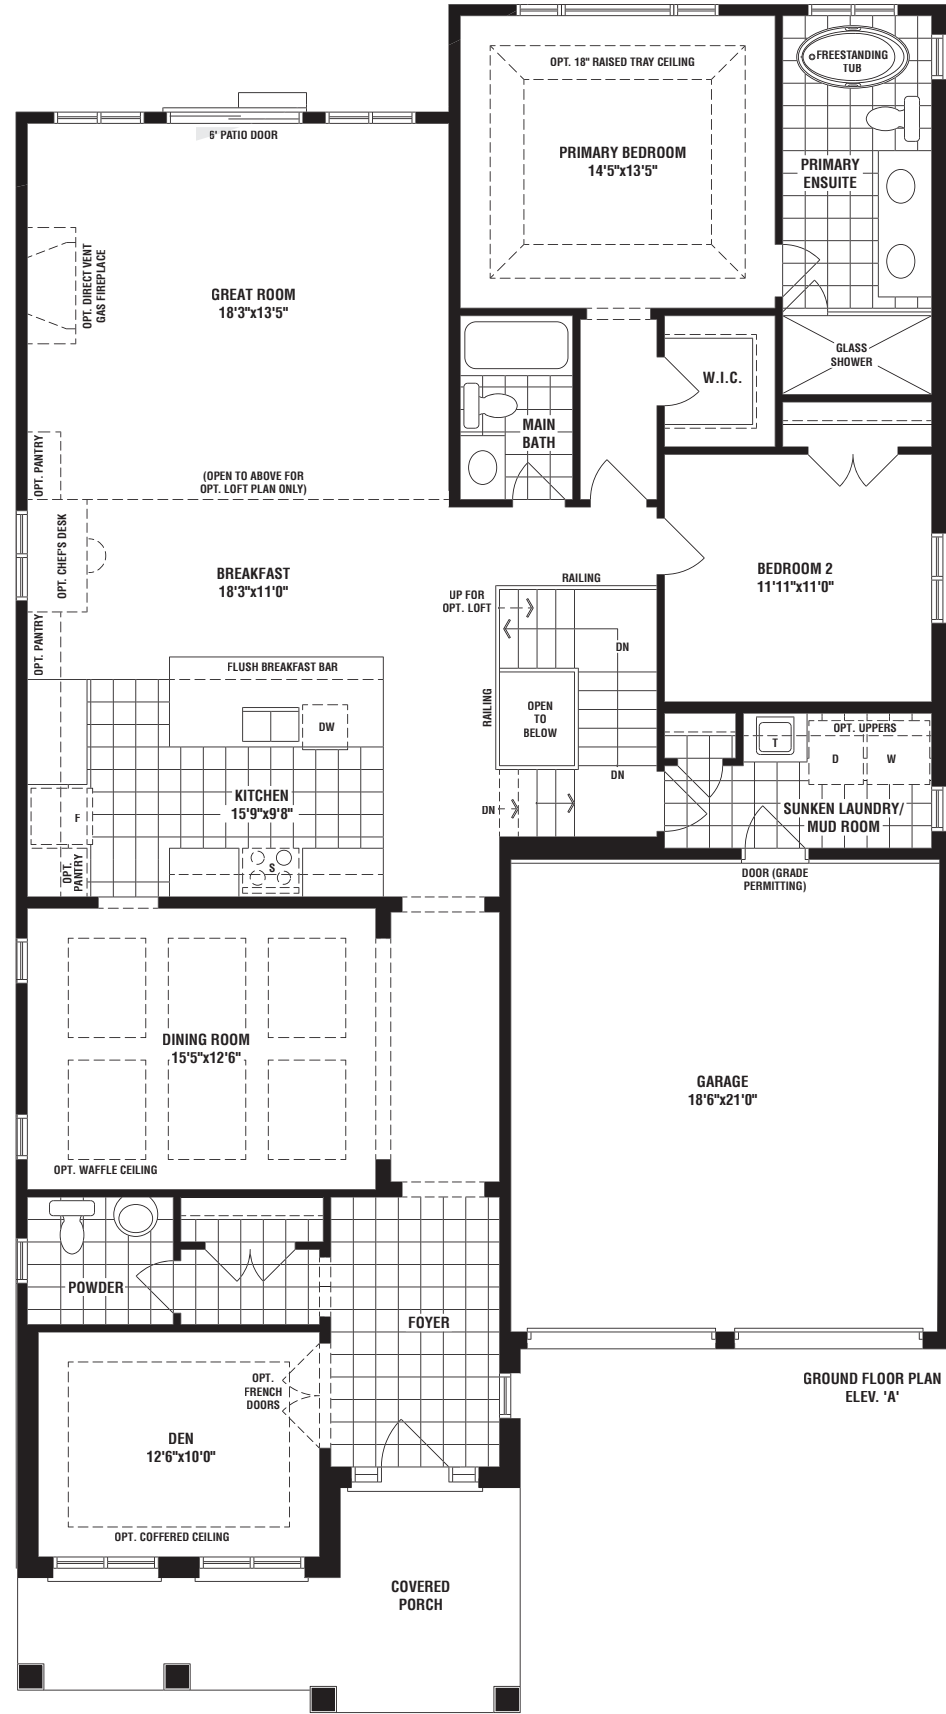 FREESTANDING
TUB
OPT. 18" RAISED TRAY CEILING
6' PATIO DOOR
PRIMARY BEDROOM
14'5"x13'5"
PRIMARY
ENSUITE
OPT. DIRECT VENT
GAS FIREPLACE
GREAT ROOM
18'3"x13'5"
GLASS
SHOWER
W.I.C.
MAIN
BATH
OPT. PANTRY
(OPEN TO ABOVE FOR
OPT. LOFT PLAN ONLY)
OPT. CHEF'S DESK
BREAKFAST
18'3"x11'0"
BEDROOM 2
11'11"x11'0"
RAILING
UP FOR
OPT. LOFT
DN
OPT. PANTRY
FLUSH BREAKFAST BAR
RAILING
OPEN
TO
BELOW
DW
T
OPT. UPPERS
D
W
DN
KITCHEN
15'9"x9'8"
F
DN
SUNKEN LAUNDRY/
MUD ROOM
OPT.
PANTRY
S
DOOR (GRADE
PERMITTING)
DINING ROOM
15'5"x12'6"
GARAGE
18'6"x21'0"
OPT. WAFFLE CEILING
POWDER
FOYER
OPT.
FRENCH
DOORS
GROUND FLOOR PLAN
ELEV. 'A'
DEN
12'6"x10'0"
OPT. COFFERED CEILING
COVERED
PORCH